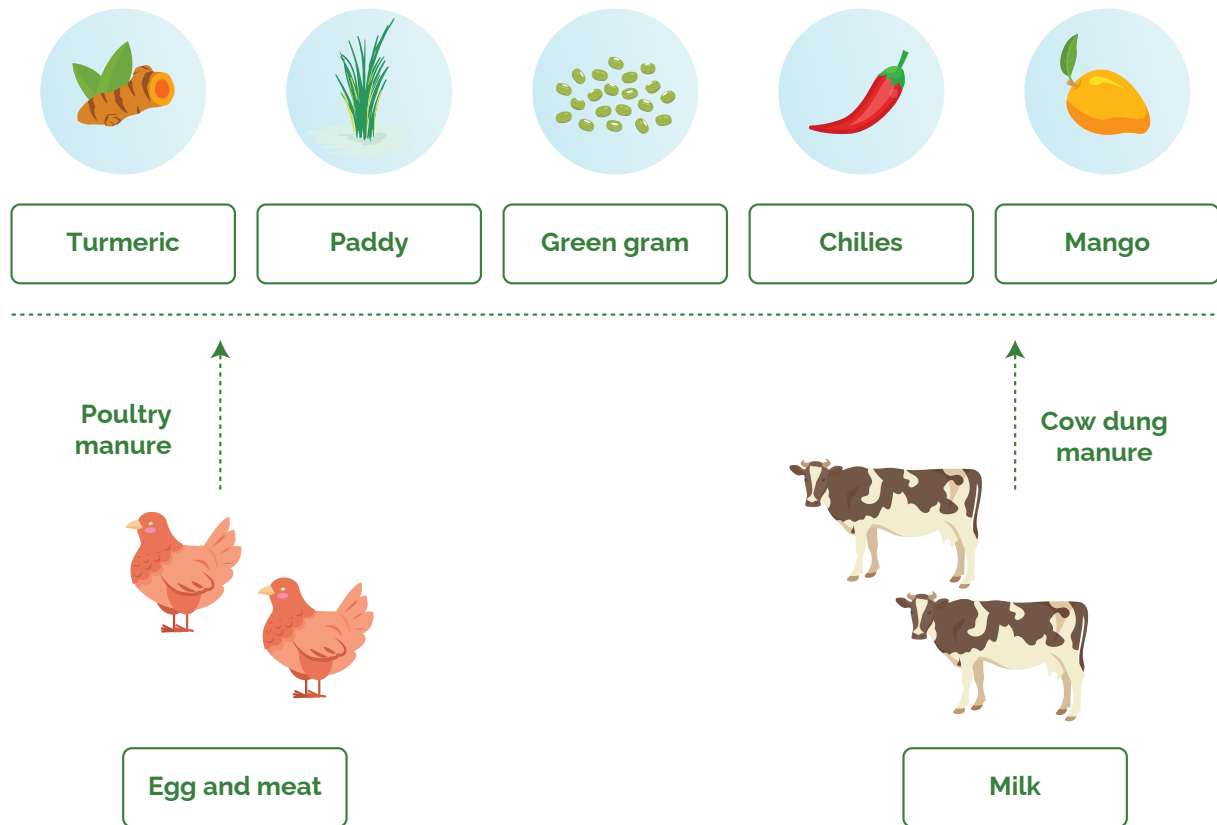 Turmeric
Paddy
Green gram
Chilies
Mango
Poultry
manure
Cow dung
manure
Egg and meat
Milk